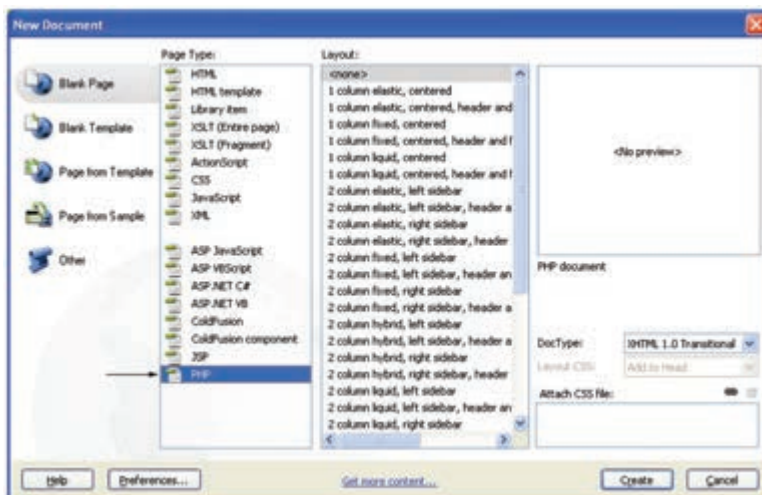 New Document
Blank Page
Blank Template
Page from Template
Page from Sample
Other
Page Type:
HTML
HTML template
Library item
XSLT (Entire page)
XSLT (Fragment)
ActionScript
CSS
JavaScript
XML
ASP JavaScript
ASP VBScript
ASP.NET C#
ASP.NET VB
ColdFusion
ColdFusion component
JSP
PHP
Layout:
<none>
1 column elastic, centered
1 column elastic, centered, header and
1 column fixed, centered
1 column fixed, centered, header and f
1 column liquid, centered
1 column liquid, centered, header and f
2 column elastic, left sidebar
2 column elastic, left sidebar, header a
2 column elastic, right sidebar
2 column elastic, right sidebar, header
2 column fixed, left sidebar
2 column fixed, left sidebar, header an
2 column fixed, right sidebar
2 column fixed, right sidebar, header a
2 column hybrid, left sidebar
2 column hybrid, left sidebar, header a
2 column hybrid, right sidebar
2 column hybrid, right sidebar, header
2 column liquid, left sidebar
2 column liquid, left sidebar, header an
2 column liquid, right sidebar
<No preview>
PHP document
DocType: XHTML 1.0 Transitional
Layout CSS: Add to Head
Attach CSS file:
Help Preferences... Get more content... Create Cancel